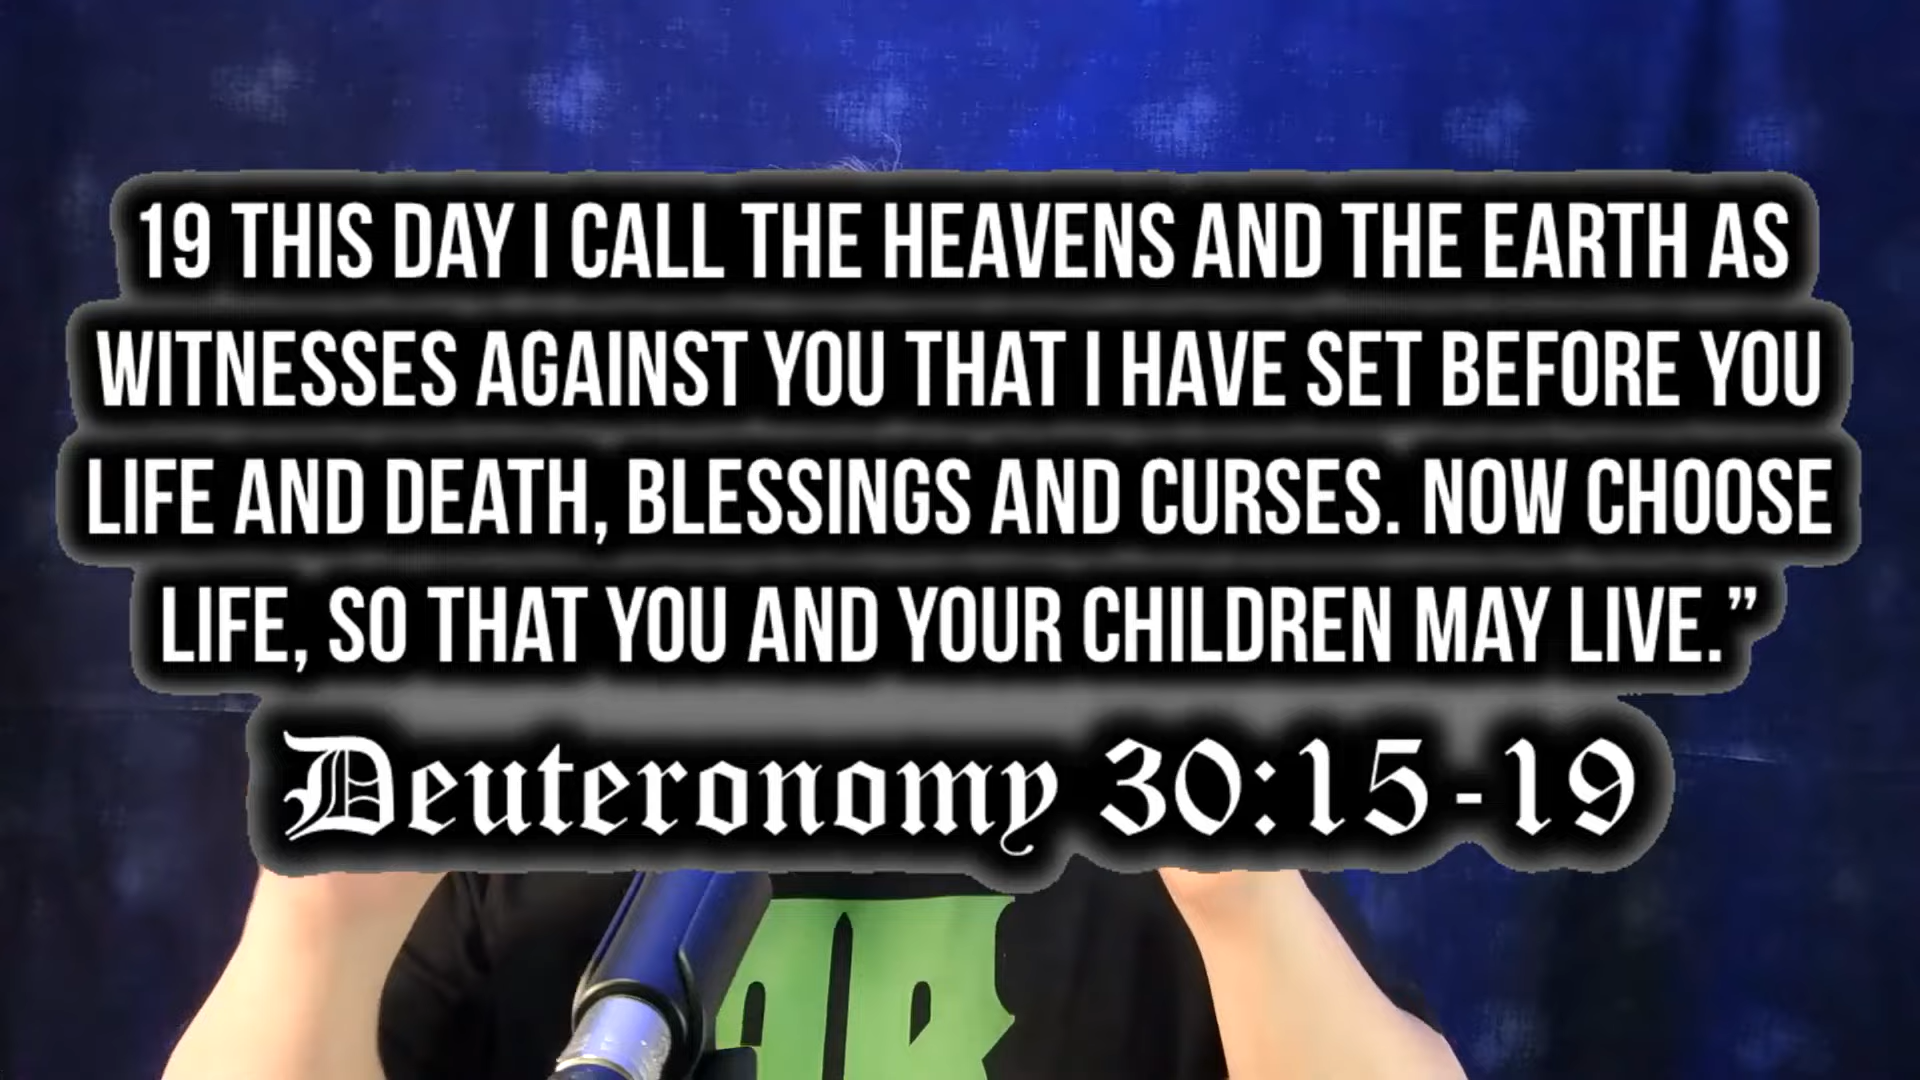 19 THIS DAY I CALL THE HEAVENS AND THE EARTH AS
WITNESSES AGAINST YOU THAT I HAVE SET BEFORE YOU
LIFE AND DEATH, BLESSINGS AND CURSES. NOW CHOOSE
LIFE, SO THAT YOU AND YOUR CHILDREN MAY LIVE.”
Deuteronomy 30:15-19